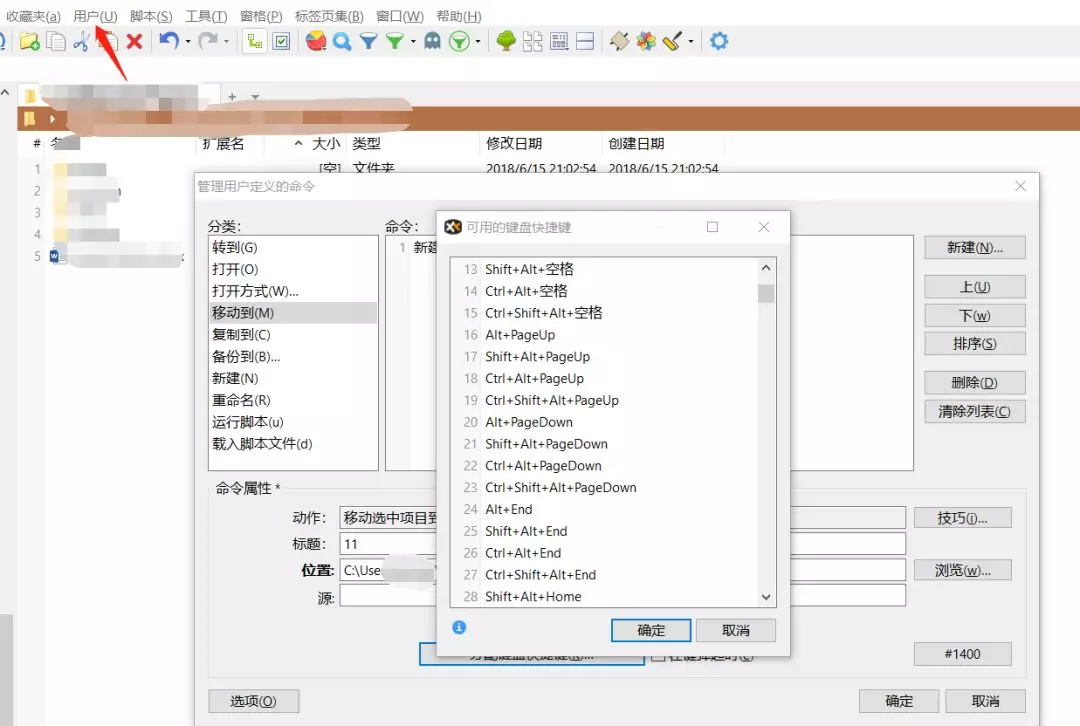 收藏夹(a) 用户(U) 脚本(S) 工具(T) 窗格(P) 标签页集(B) 窗口(W) 帮助(H)
# 名 扩展名 大小 类型 修改日期 创建日期
1 [空] 文件夹 2018/6/15 21:02:54 2018/6/15 21:02:54
2
3
4
5
管理用户定义的命令
分类:
转到(G)
打开(O)
打开方式(W)...
移动到(M)
复制到(C)
备份到(B)...
新建(N)
重命名(R)
运行脚本(u)
载入脚本文件(d)
命令:
1 新建
新建(N)...
上(U)
下(w)
排序(S)
删除(D)
清除列表(C)
可用的键盘快捷键
13 Shift+Alt+空格
14 Ctrl+Alt+空格
15 Ctrl+Shift+Alt+空格
16 Alt+PageUp
17 Shift+Alt+PageUp
18 Ctrl+Alt+PageUp
19 Ctrl+Shift+Alt+PageUp
20 Alt+PageDown
21 Shift+Alt+PageDown
22 Ctrl+Alt+PageDown
23 Ctrl+Shift+Alt+PageDown
24 Alt+End
25 Shift+Alt+End
26 Ctrl+Alt+End
27 Ctrl+Shift+Alt+End
28 Shift+Alt+Home
确定 取消
命令属性 *
动作: 移动选中项目到 技巧(i)...
标题: 11
位置: C:\Use 浏览(w)...
源:
#1400
选项(O) 确定 取消